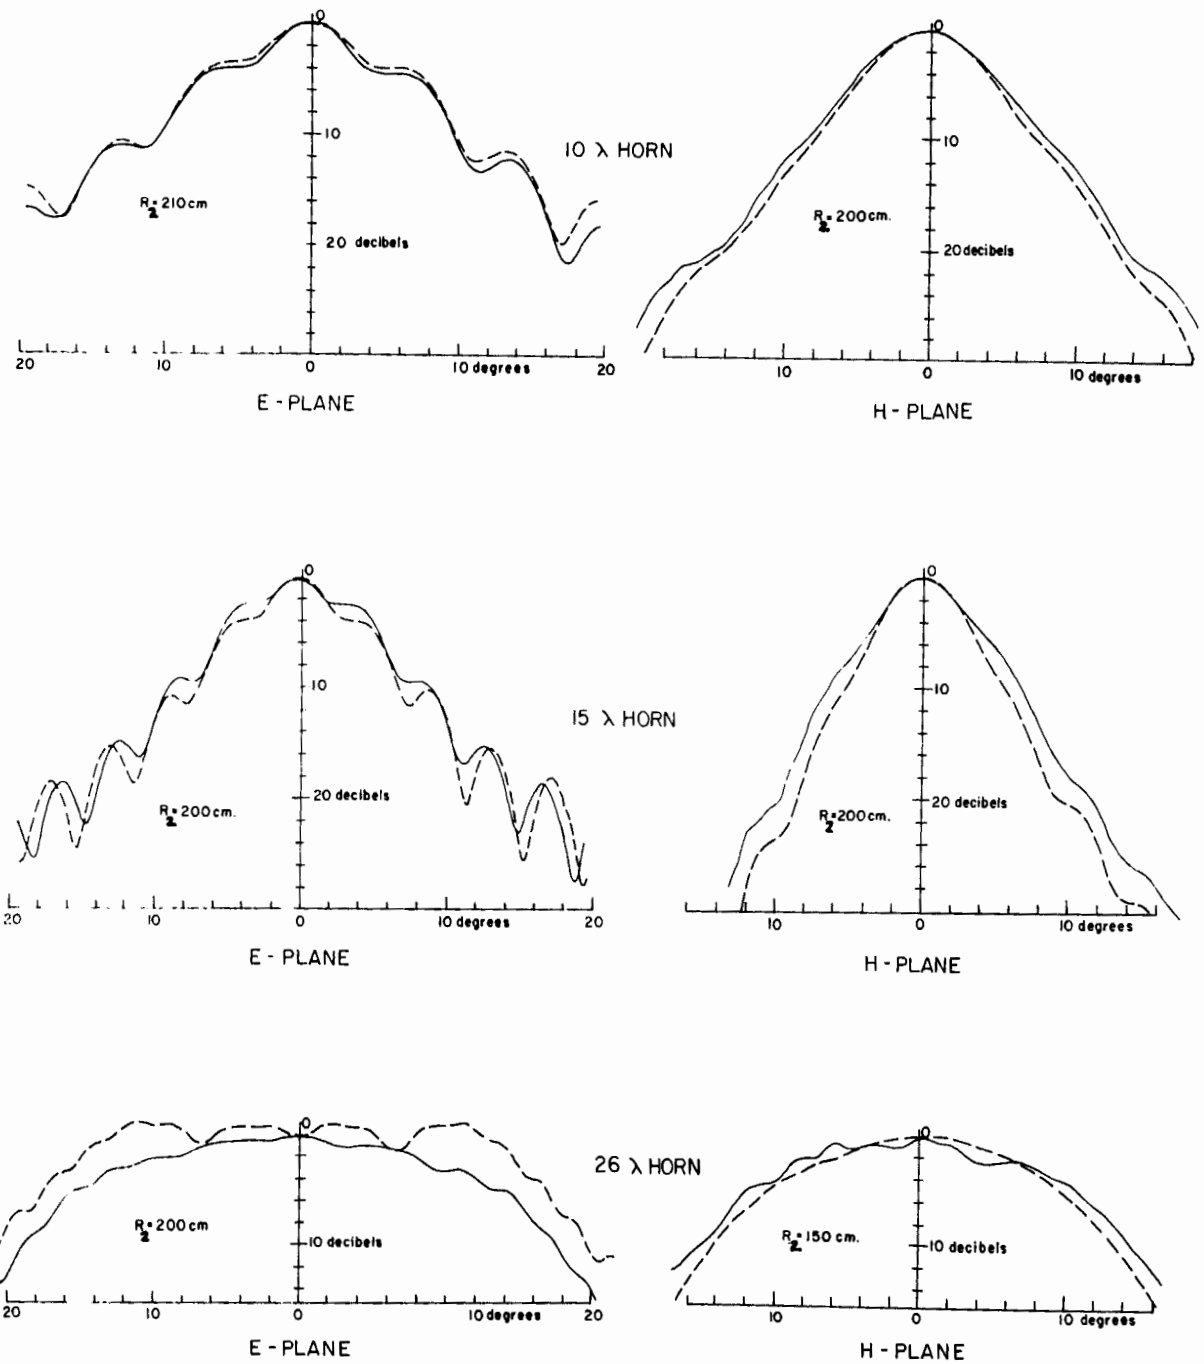 0
10
20 decibels
R₂=210 cm
20 10 0 10 degrees 20
E - PLANE
10 λ HORN
0
10
20 decibels
R₂=200 cm.
10 0 10 degrees
H - PLANE
0
10
20 decibels
R₂=200 cm.
20 10 0 10 degrees 20
E - PLANE
15 λ HORN
0
10
20 decibels
R₂=200 cm.
10 0 10 degrees
H - PLANE
0
10 decibels
R₂=200 cm
20 10 0 10 degrees 20
E - PLANE
26 λ HORN
0
10 decibels
R₂=150 cm.
10 0 10 degrees
H - PLANE